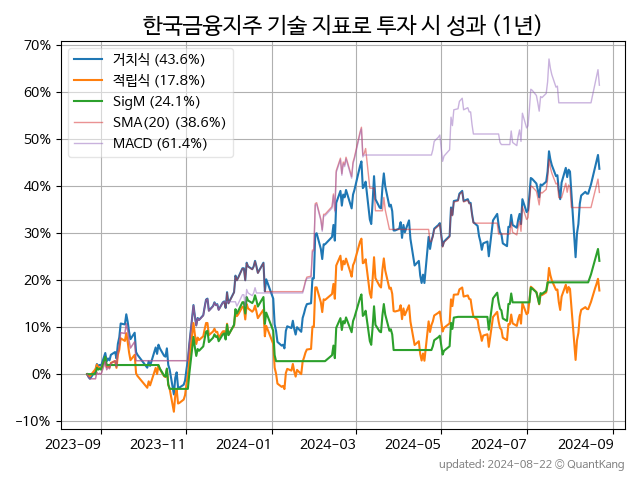 한국금융지주 기술 지표로 투자 시 성과 (1년)
70%
60%
50%
40%
30%
20%
10%
0%
−10%
거치식 (43.6%)
적립식 (17.8%)
SigM (24.1%)
SMA(20) (38.6%)
MACD (61.4%)
2023-09
2023-11
2024-01
2024-03
2024-05
2024-07
2024-09
updated: 2024-08-22 © QuantKang